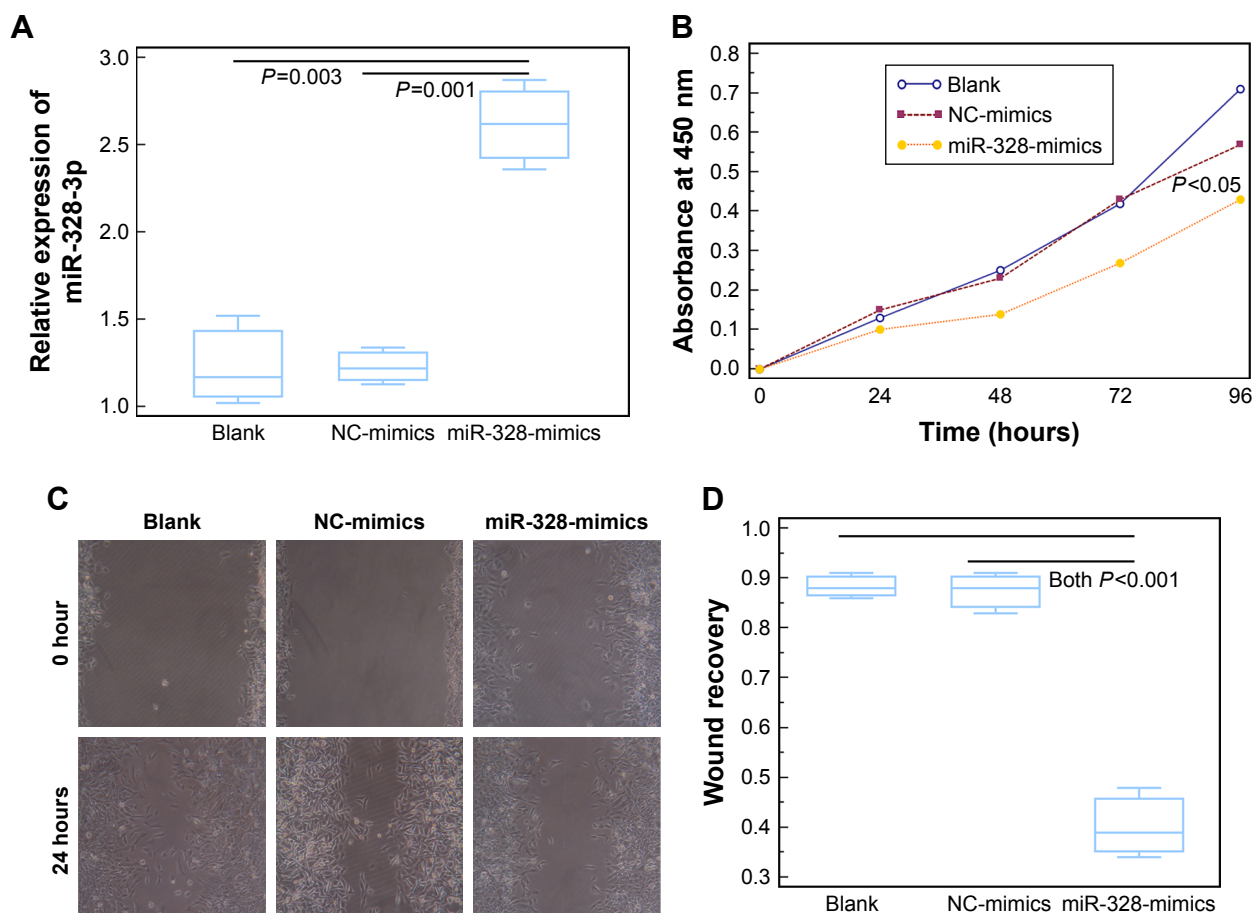 A
Relative expression of
miR-328-3p
3.0
2.5
2.0
1.5
1.0
P=0.003
P=0.001
Blank
NC-mimics
miR-328-mimics
B
Absorbance at 450 nm
0.8
0.7
0.6
0.5
0.4
0.3
0.2
0.1
0.0
Blank
NC-mimics
miR-328-mimics
P<0.05
0
24
48
72
96
Time (hours)
C
Blank
NC-mimics
miR-328-mimics
0 hour
24 hours
D
Wound recovery
1.0
0.9
0.8
0.7
0.6
0.5
0.4
0.3
Both P<0.001
Blank
NC-mimics
miR-328-mimics